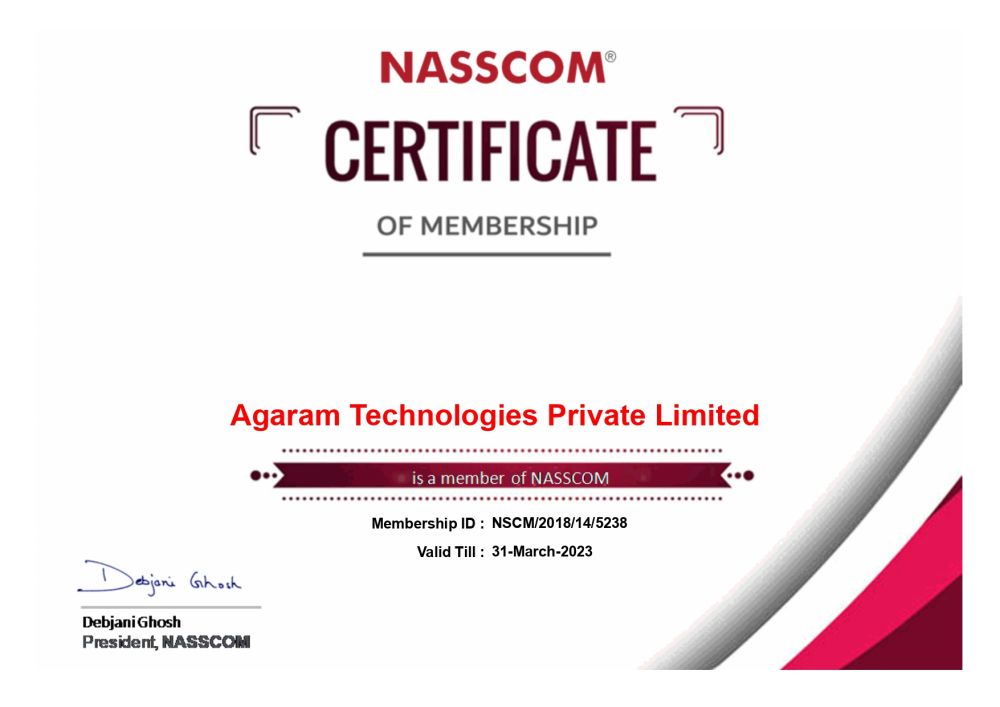 NASSCOM®
CERTIFICATE
OF MEMBERSHIP
Agaram Technologies Private Limited
is a member of NASSCOM
Membership ID : NSCM/2018/14/5238
Valid Till : 31-March-2023
Debjani Ghosh
Debjani Ghosh
President, NASSCOM